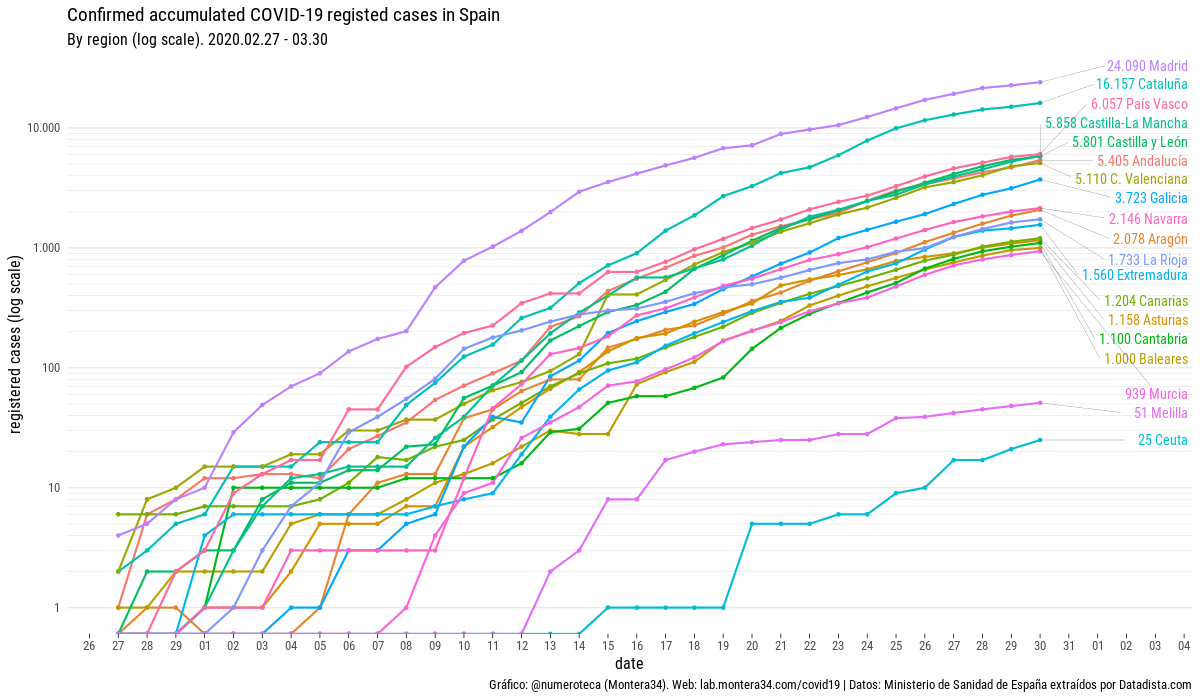 Confirmed accumulated COVID-19 registed cases in Spain
By region (log scale). 2020.02.27 - 03.30
24.090 Madrid
16.157 Cataluña
6.057 País Vasco
5.858 Castilla-La Mancha
5.801 Castilla y León
5.405 Andalucía
5.110 C. Valenciana
3.723 Galicia
2.146 Navarra
2.078 Aragón
1.733 La Rioja
1.560 Extremadura
1.204 Canarias
1.158 Asturias
1.100 Cantabria
1.000 Baleares
939 Murcia
51 Melilla
25 Ceuta
registered cases (log scale)
10.000
1.000
100
10
1
26 27 28 29 01 02 03 04 05 06 07 08 09 10 11 12 13 14 15 16 17 18 19 20 21 22 23 24 25 26 27 28 29 30 31 01 02 03 04
date
Gráfico: @numeroteca (Montera34). Web: lab.montera34.com/covid19 | Datos: Ministerio de Sanidad de España extraídos por Datadista.com